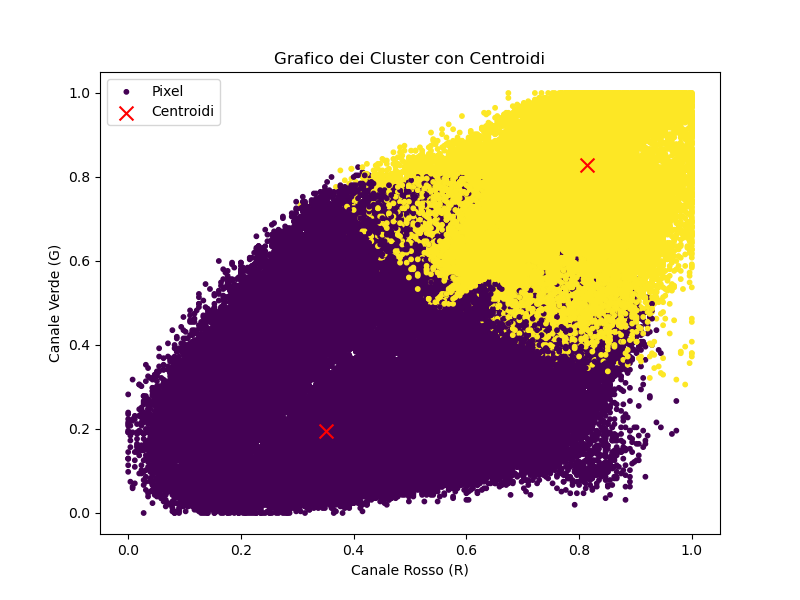 Grafico dei Cluster con Centroidi
Pixel
Centroidi
Canale Verde (G)
1.0
0.8
0.6
0.4
0.2
0.0
0.0 0.2 0.4 0.6 0.8 1.0
Canale Rosso (R)